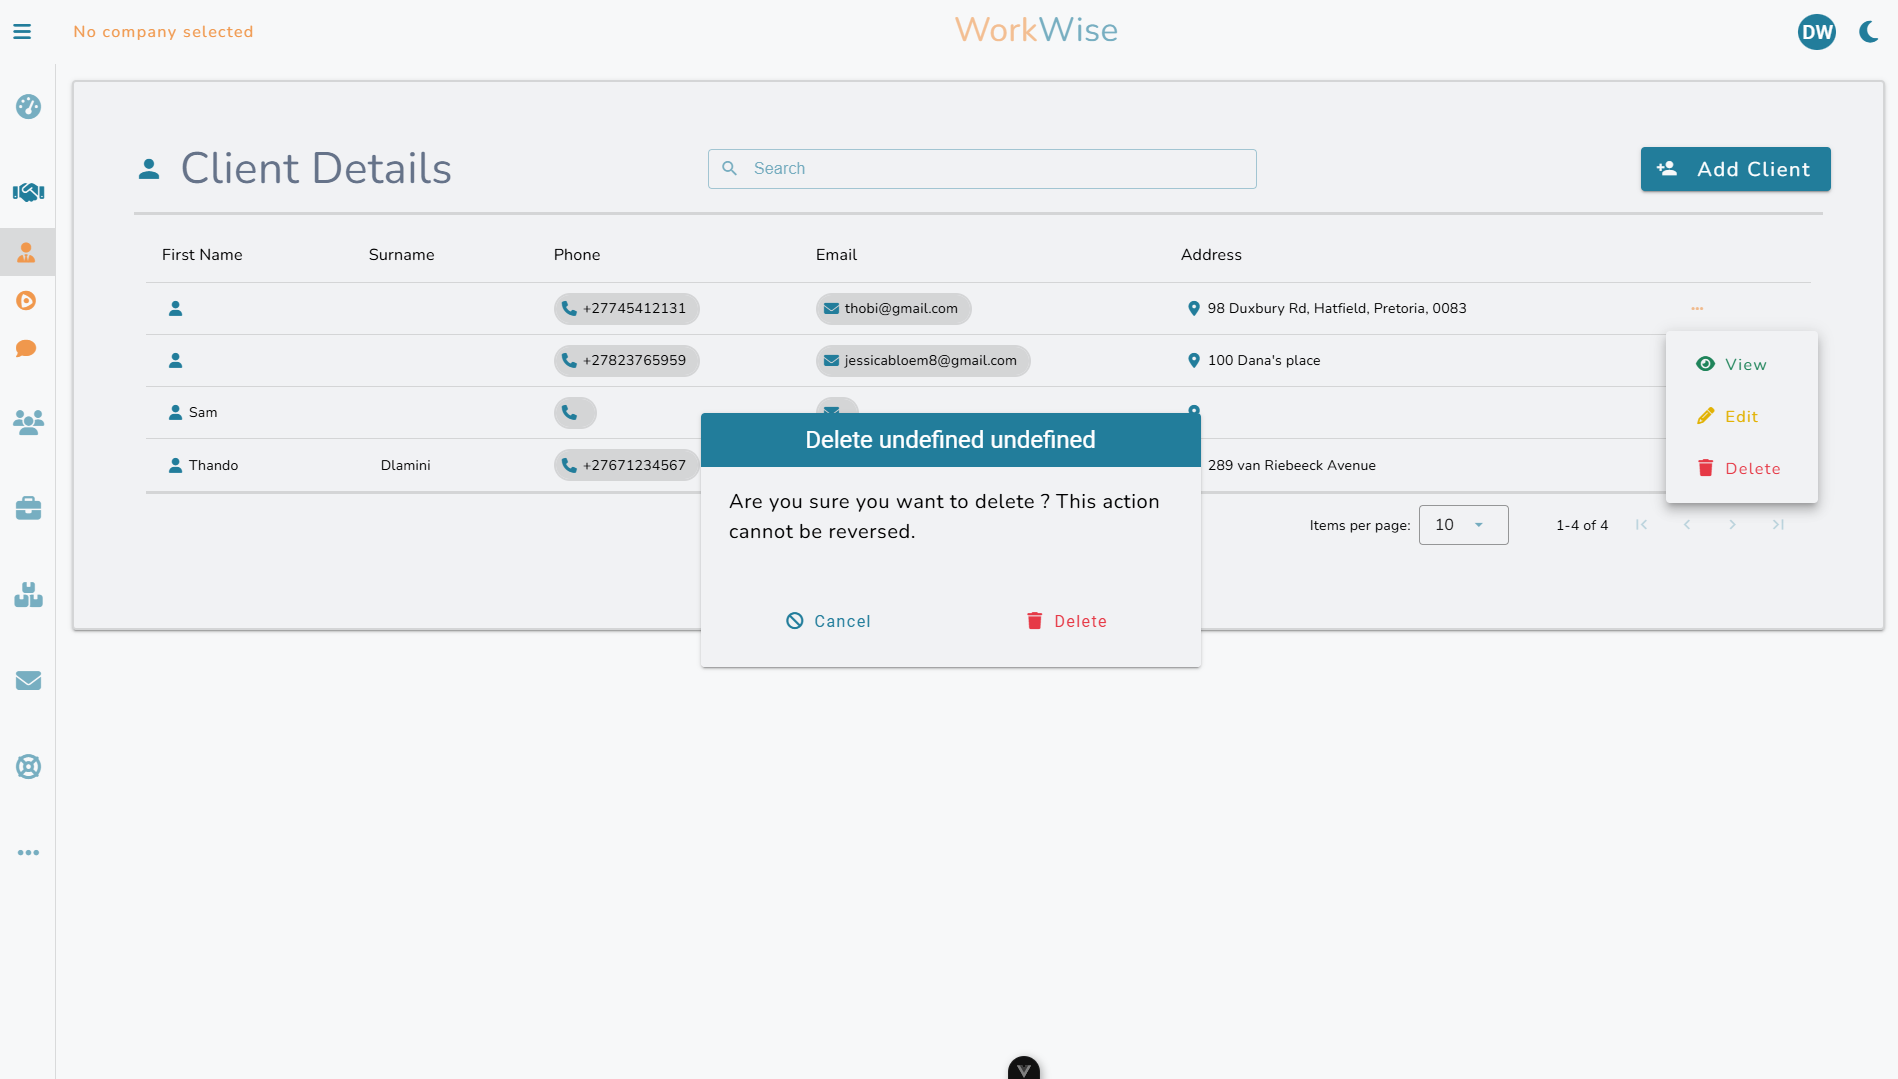 No company selected
WorkWise
DW
Client Details
Search
Add Client
First Name Surname Phone Email Address
+27745412131 thobi@gmail.com 98 Duxbury Rd, Hatfield, Pretoria, 0083
+27823765959 jessicabloem8@gmail.com 100 Dana's place
Sam
Thando Dlamini +27671234567 289 van Riebeeck Avenue
View
Edit
Delete
Delete undefined undefined
Are you sure you want to delete ? This action
cannot be reversed.
Cancel Delete
Items per page: 10 1-4 of 4